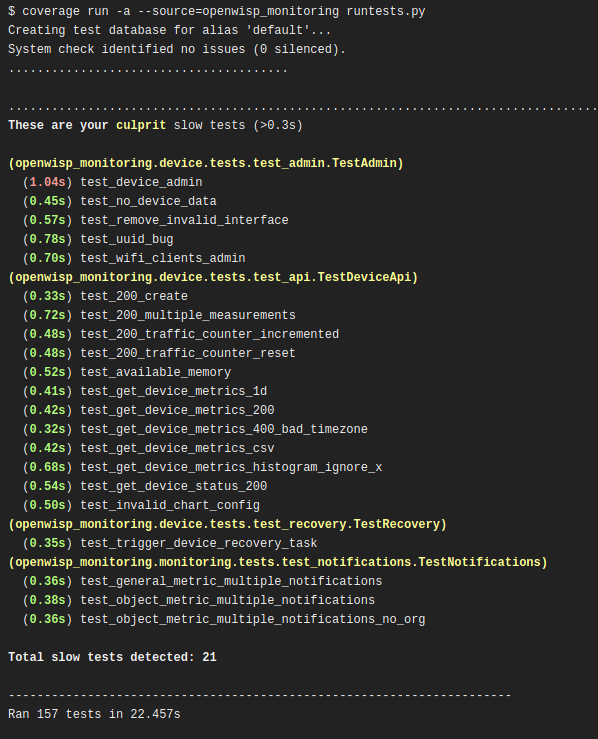 $ coverage run -a --source=openwisp_monitoring runtests.py
Creating test database for alias 'default'...
System check identified no issues (0 silenced).
.......................................
..................................................................................
These are your culprit slow tests (>0.3s)
(openwisp_monitoring.device.tests.test_admin.TestAdmin)
(1.04s) test_device_admin
(0.45s) test_no_device_data
(0.57s) test_remove_invalid_interface
(0.78s) test_uuid_bug
(0.70s) test_wifi_clients_admin
(openwisp_monitoring.device.tests.test_api.TestDeviceApi)
(0.33s) test_200_create
(0.72s) test_200_multiple_measurements
(0.48s) test_200_traffic_counter_incremented
(0.48s) test_200_traffic_counter_reset
(0.52s) test_available_memory
(0.41s) test_get_device_metrics_1d
(0.42s) test_get_device_metrics_200
(0.32s) test_get_device_metrics_400_bad_timezone
(0.42s) test_get_device_metrics_csv
(0.68s) test_get_device_metrics_histogram_ignore_x
(0.54s) test_get_device_status_200
(0.50s) test_invalid_chart_config
(openwisp_monitoring.device.tests.test_recovery.TestRecovery)
(0.35s) test_trigger_device_recovery_task
(openwisp_monitoring.monitoring.tests.test_notifications.TestNotifications)
(0.36s) test_general_metric_multiple_notifications
(0.38s) test_object_metric_multiple_notifications
(0.36s) test_object_metric_multiple_notifications_no_org
Total slow tests detected: 21
----------------------------------------------------------------------
Ran 157 tests in 22.457s